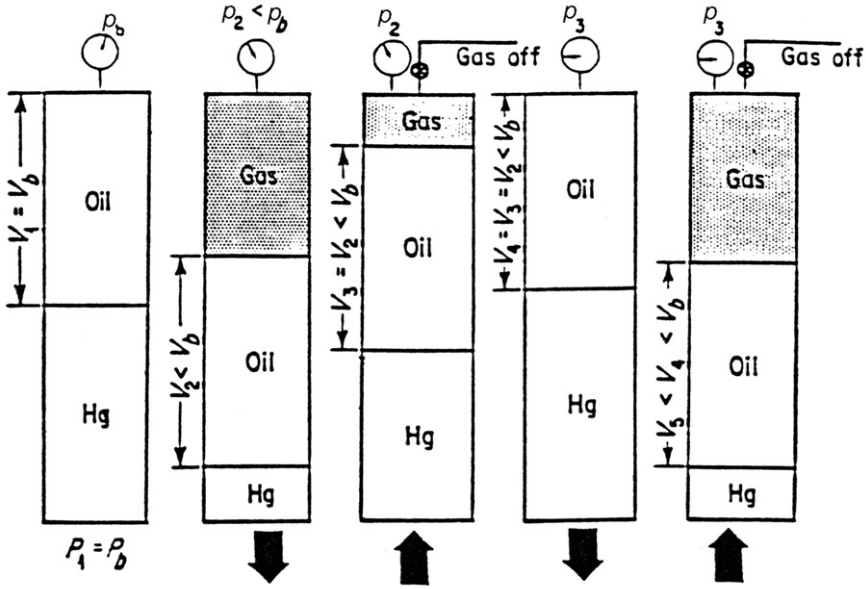 p_b
p_2 < p_b
p_2
Gas off
p_3
p_3
Gas off
V_1 = V_b
Oil
Hg
P_1 = P_b
Gas
V_2 < V_b
Oil
Hg
Gas
V_3 = V_2 < V_b
Oil
Hg
V_4 = V_3 = V_2 < V_b
Oil
Hg
Gas
V_5 < V_4 < V_b
Oil
Hg